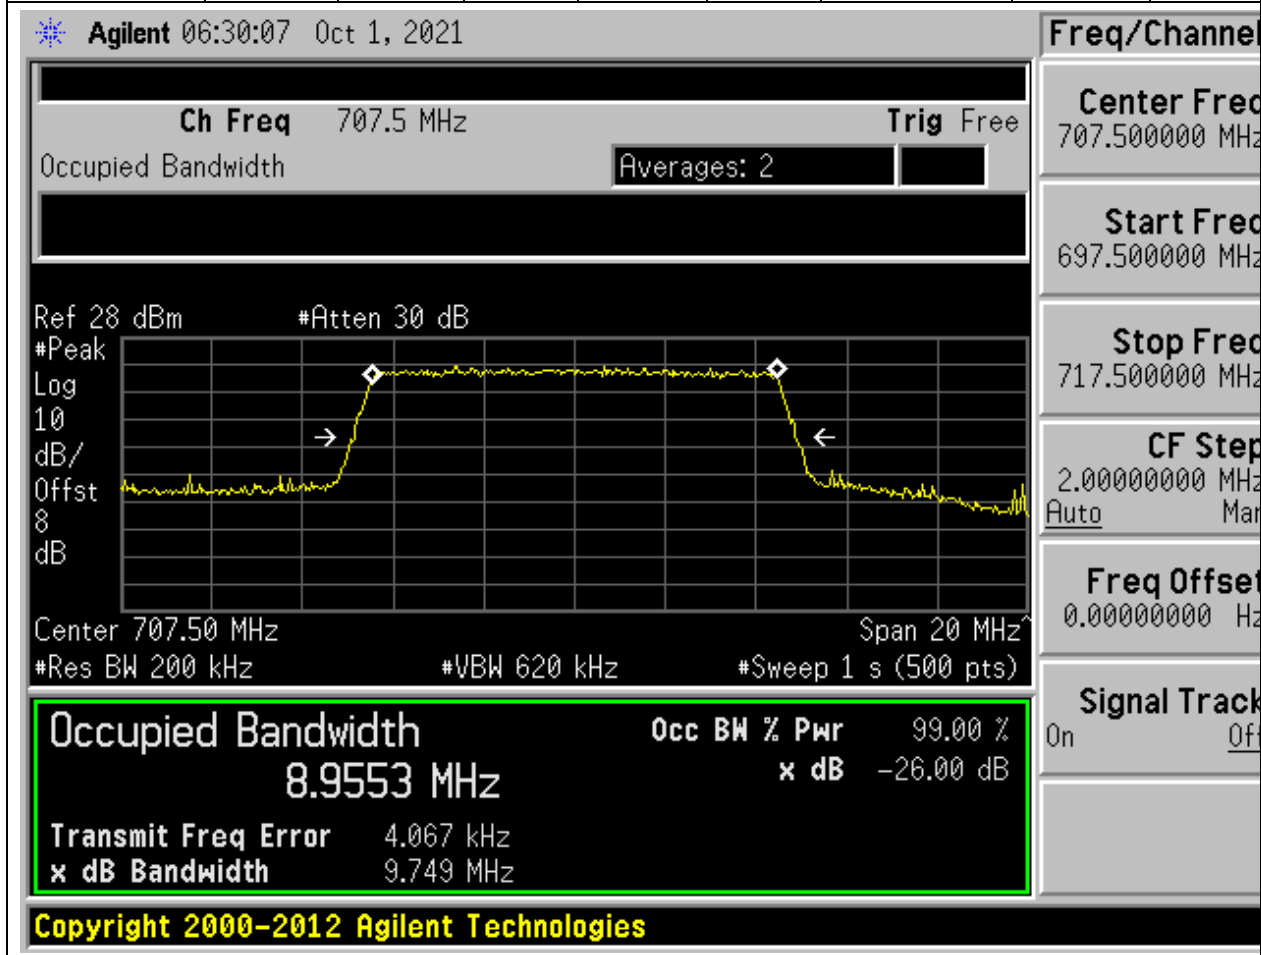 Agilent 06:30:07 Oct 1, 2021
Freq/Channel
Ch Freq 707.5 MHz Trig Free
Occupied Bandwidth Averages: 2
Center Freq
707.500000 MHz
Start Freq
697.500000 MHz
Stop Freq
717.500000 MHz
CF Step
2.00000000 MHz
Auto Man
Freq Offset
0.00000000 Hz
Signal Track
On Off
Ref 28 dBm #Atten 30 dB
#Peak
Log
10
dB/
Offst
8
dB
Center 707.50 MHz Span 20 MHz^
#Res BW 200 kHz #VBW 620 kHz #Sweep 1 s (500 pts)
Occupied Bandwidth Occ BW % Pwr 99.00 %
8.9553 MHz x dB -26.00 dB
Transmit Freq Error 4.067 kHz
x dB Bandwidth 9.749 MHz
Copyright 2000-2012 Agilent Technologies